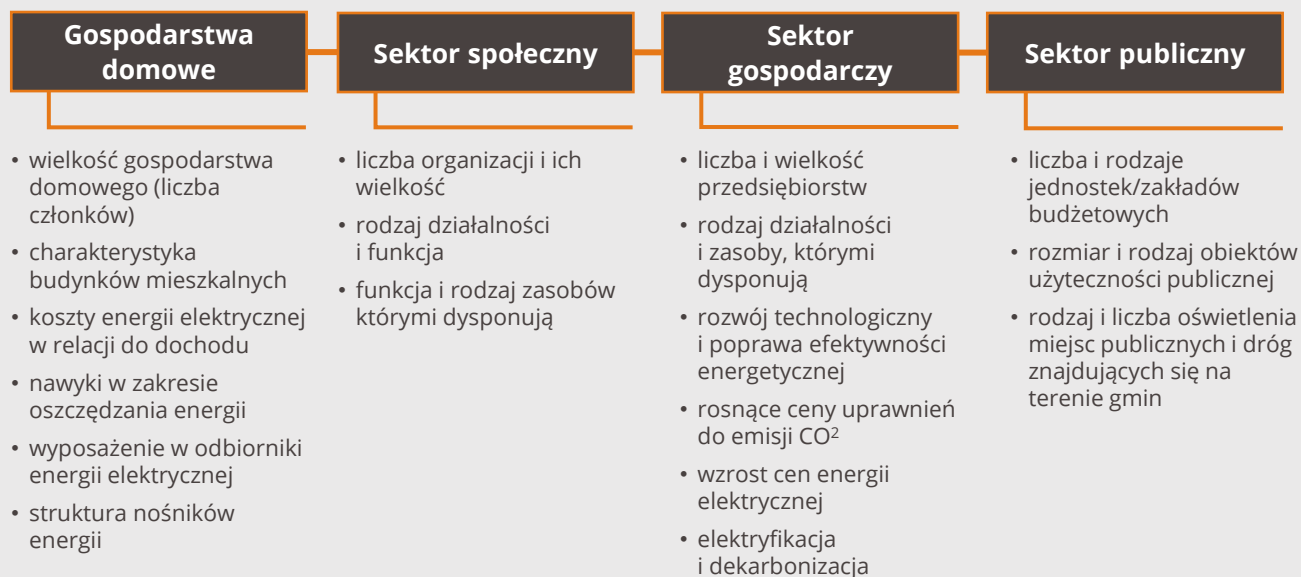 Gospodarstwa
domowe
wielkość gospodarstwa
domowego (liczba
członków)
charakterystyka
budynków mieszkalnych
koszty energii elektrycznej
w relacji do dochodu
nawyki w zakresie
oszczędzania energii
wyposażenie w odbiorniki
energii elektrycznej
struktura nośników
energii
Sektor społeczny
liczba organizacji i ich
wielkość
rodzaj działalności
i funkcja
funkcja i rodzaj zasobów
którymi dysponują
Sektor
gospodarczy
liczba i wielkość
przedsiębiorstw
rodzaj działalności
i zasoby, którymi
dysponują
rozwój technologiczny
i poprawa efektywności
energetycznej
rosnące ceny uprawnień
do emisji CO²
wzrost cen energii
elektrycznej
elektryfikacja
i dekarbonizacja
Sektor publiczny
liczba i rodzaje
jednostek/zakładów
budżetowych
rozmiar i rodzaj obiektów
użyteczności publicznej
rodzaj i liczba oświetlenia
miejsc publicznych i dróg
znajdujących się na
terenie gmin